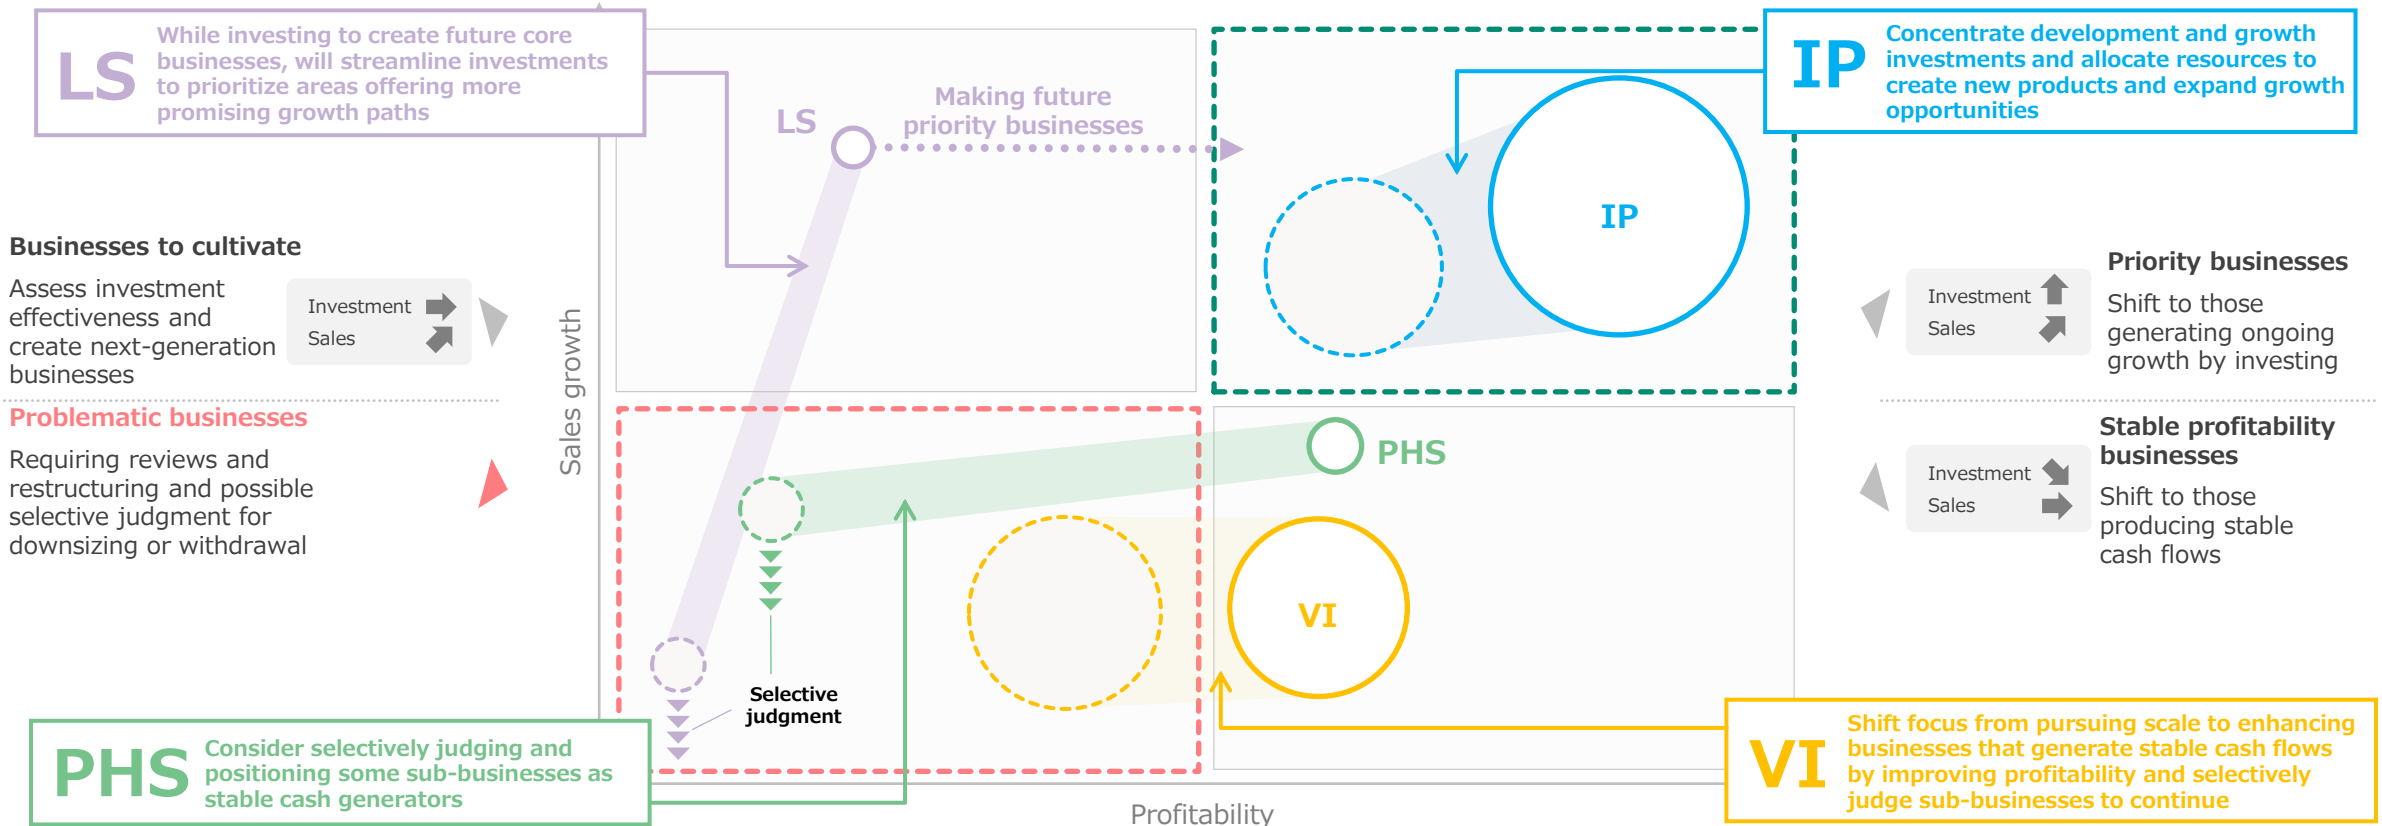 LS
While investing to create future core
businesses, will streamline investments
to prioritize areas offering more
promising growth paths
IP
Concentrate development and growth
investments and allocate resources to
create new products and expand growth
opportunities
LS
Making future
priority businesses
IP
Businesses to cultivate
Assess investment
effectiveness and
create next-generation
businesses
Investment
Sales
Problematic businesses
Requiring reviews and
restructuring and possible
selective judgment for
downsizing or withdrawal
Sales growth
Priority businesses
Shift to those
generating ongoing
growth by investing
Investment
Sales
Stable profitability
businesses
Shift to those
producing stable
cash flows
Investment
Sales
PHS
VI
Selective
judgment
PHS
Consider selectively judging and
positioning some sub-businesses as
stable cash generators
VI
Shift focus from pursuing scale to enhancing
businesses that generate stable cash flows
by improving profitability and selectively
judge sub-businesses to continue
Profitability